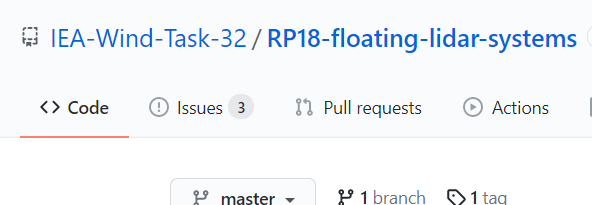 IEA-Wind-Task-32 / RP18-floating-lidar-systems
Code Issues 3 Pull requests Actions
master 1 branch 1 tag